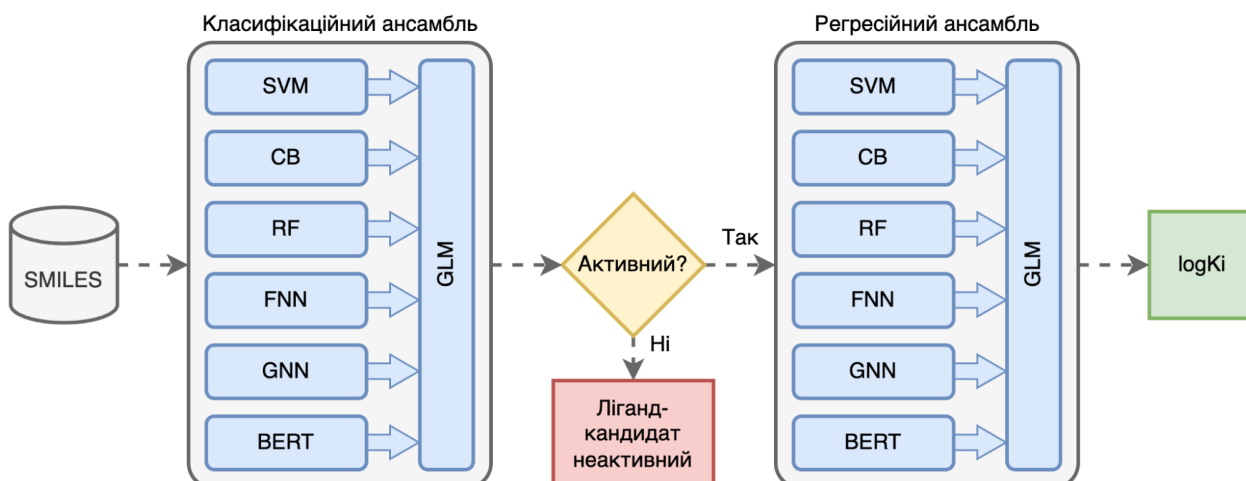 Класифікаційний ансамбль
Регресійний ансамбль
SMILES
SVM
CB
RF
FNN
GNN
BERT
GLM
Активний?
Так
Ні
Ліганд-
кандидат
неактивний
SVM
CB
RF
FNN
GNN
BERT
GLM
logKi